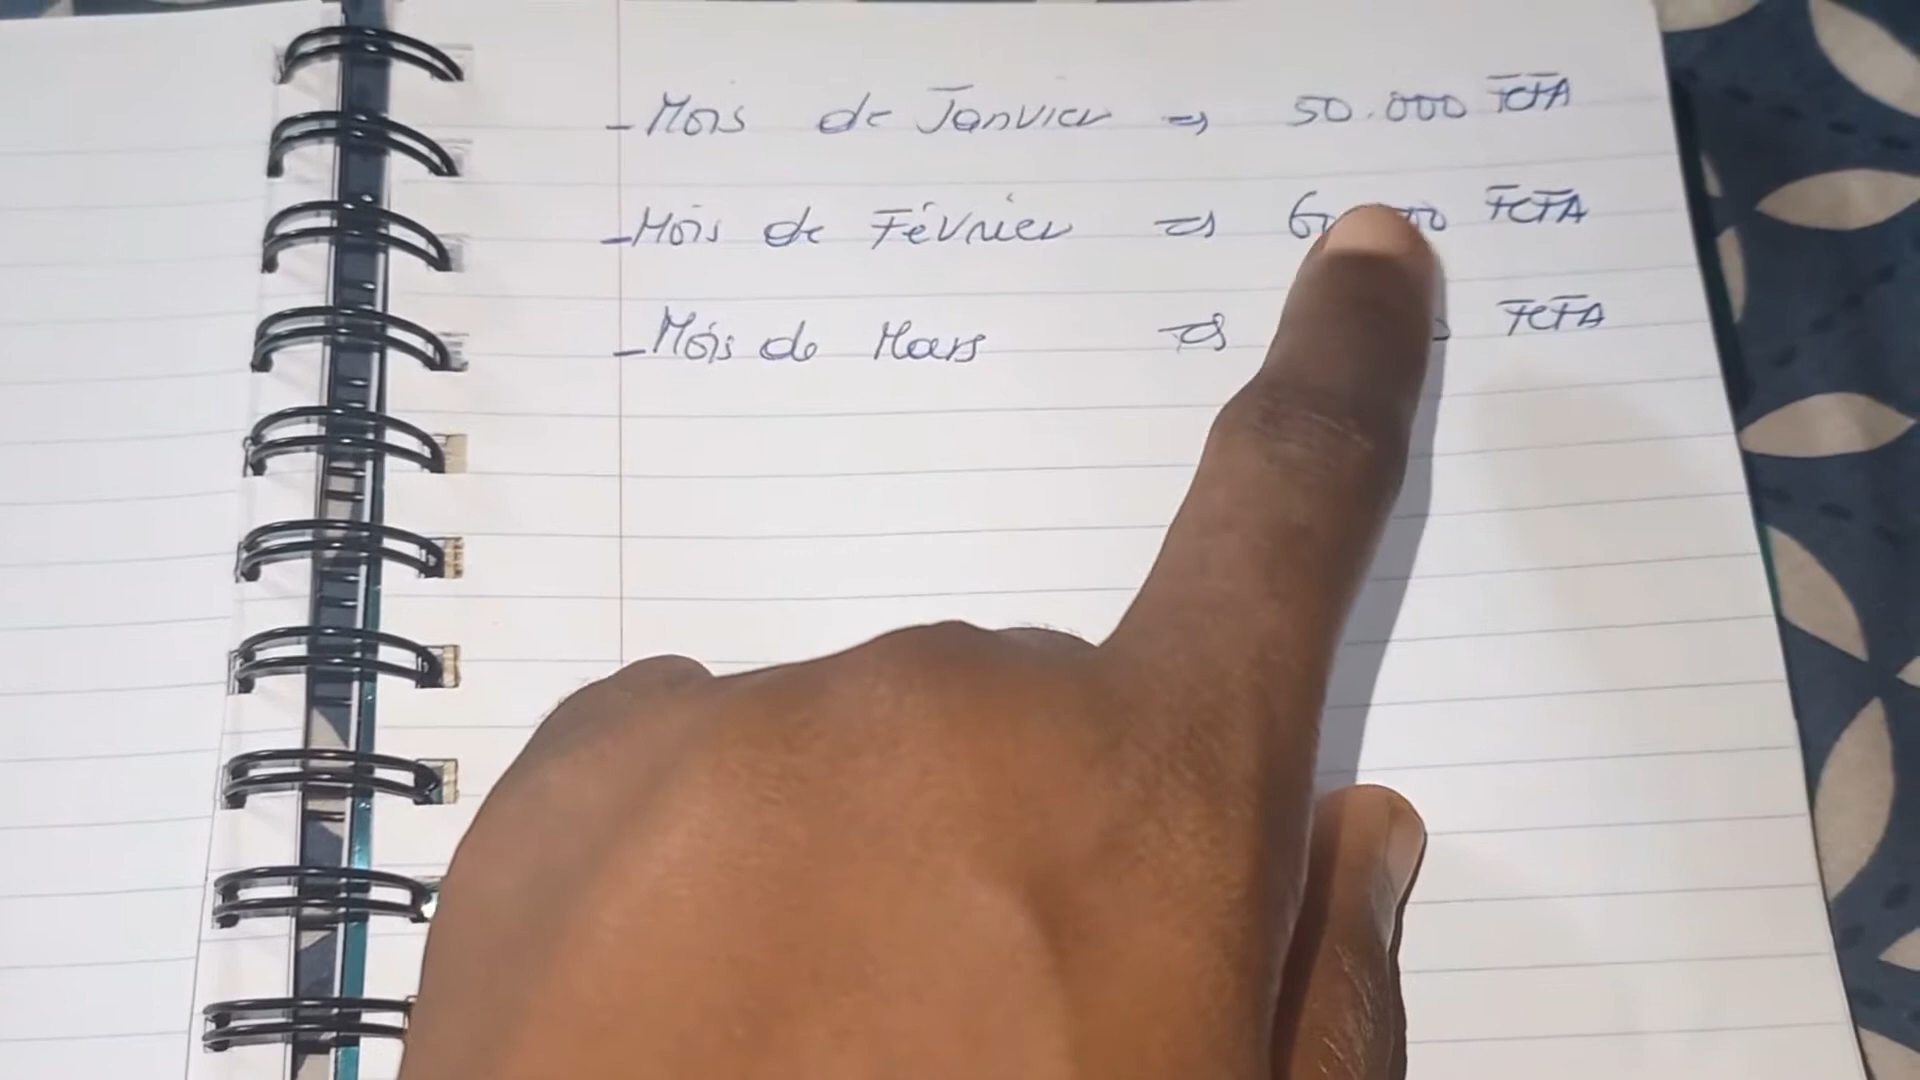 - Mois de Janvier => 50.000 FCFA
- Mois de Février => FCFA
- Mois de Mars => FCFA